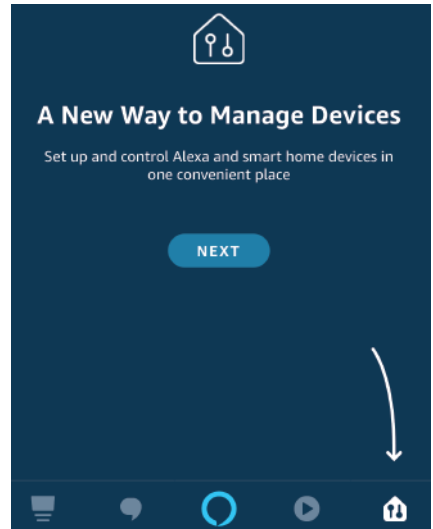 A New Way to Manage Devices
Set up and control Alexa and smart home devices in
one convenient place
NEXT